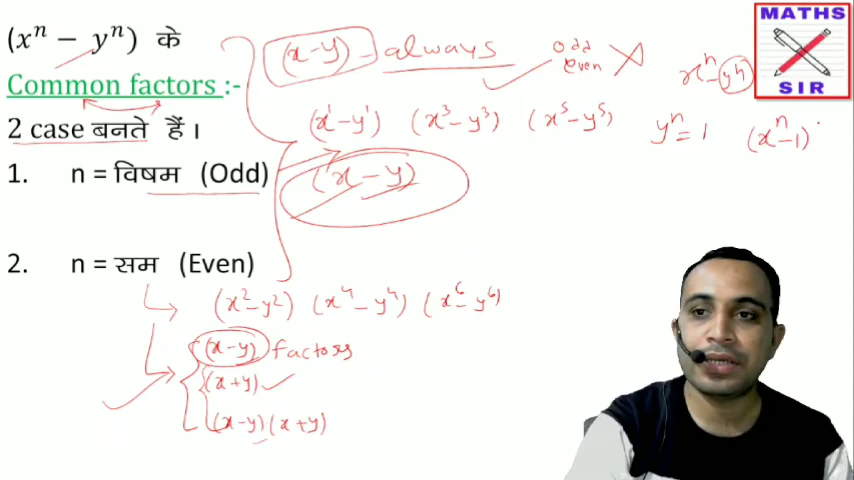 (xⁿ − yⁿ) के
Common factors :-
2 case बनते हैं ।
1. n = विषम (Odd)
2. n = सम (Even)
(x-y) - always
odd
even
(x¹-y¹) (x³-y³) (x⁵-y⁵)
(x-y)
xⁿ-yⁿ
yⁿ=1 (xⁿ-1)
(x²-y²) (x⁴-y⁴) (x⁶-y⁶)
(x-y) factors
(x+y)
(x-y)(x+y)
MATHS
SIR